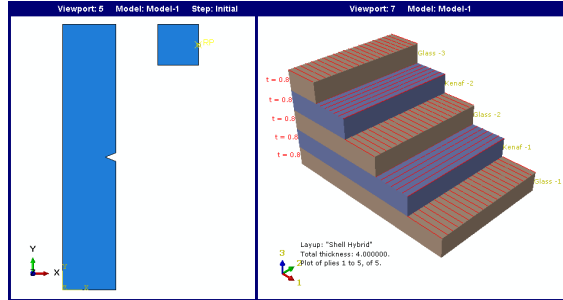 Viewport: 5 Model: Model-1 Step: Initial
RP
Y
X
Viewport: 7 Model: Model-1
Glass -3
t = 0.8
Kenaf -2
t = 0.8
Glass -2
t = 0.8
Kenaf -1
t = 0.8
Glass -1
t = 0.8
Layup: "Shell Hybrid"
Total thickness: 4.000000.
Plot of plies 1 to 5, of 5.
3
2
1